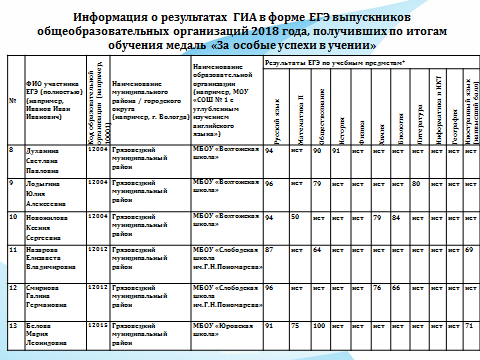 Информация о результатах ГИА в форме ЕГЭ выпускников
общеобразовательных организаций 2018 года, получивших по итогам
обучения медаль «За особые успехи в учении»
№
ФИО участника
ЕГЭ (полностью)
(например,
Иванов Иван
Иванович)
Код образовательной
организации (например,
10001)
Наименование
муниципального
района / городского
округа
(например, г. Вологда)
Наименование
образовательной
организации
(например, МОУ
«СОШ № 1 с
углубленным
изучением
английского
языка»)
Результаты ЕГЭ по учебным предметам*
Русский язык
Математика П
Обществознание
История
Физика
Химия
Биология
Литература
Информатика и ИКТ
География
Иностранный язык
8 Духанина 12004 Грязовецкий МБОУ «Вохтожская 94 нет 90 91 нет нет нет нет нет нет нет
Светлана муниципальный школа»
Павловна район
9 Лодыгина 12004 Грязовецкий МБОУ «Вохтожская 96 нет 79 нет нет нет нет 80 нет нет нет
Юлия муниципальный школа»
Алексеевна район
10 Новожилова 12004 Грязовецкий МБОУ «Вохтожская 94 50 нет нет нет 79 84 нет нет нет нет
Ксения муниципальный школа»
Сергеевна район
11 Назарова 12012 Грязовецкий МБОУ «Слободская 87 нет 64 нет нет нет нет нет нет нет 69
Елизавета муниципальный школа
Владимировна район им.Г.Н.Пономарева»
12 Смирнова 12012 Грязовецкий МБОУ «Слободская 96 нет нет нет нет 76 66 нет нет нет нет
Галина муниципальный школа
Германовна район им.Г.Н.Пономарева»
13 Белова 12015 Грязовецкий МБОУ «Юровская 91 75 100 нет нет нет нет нет нет нет 71
Мария муниципальный школа»
Леонидовна район